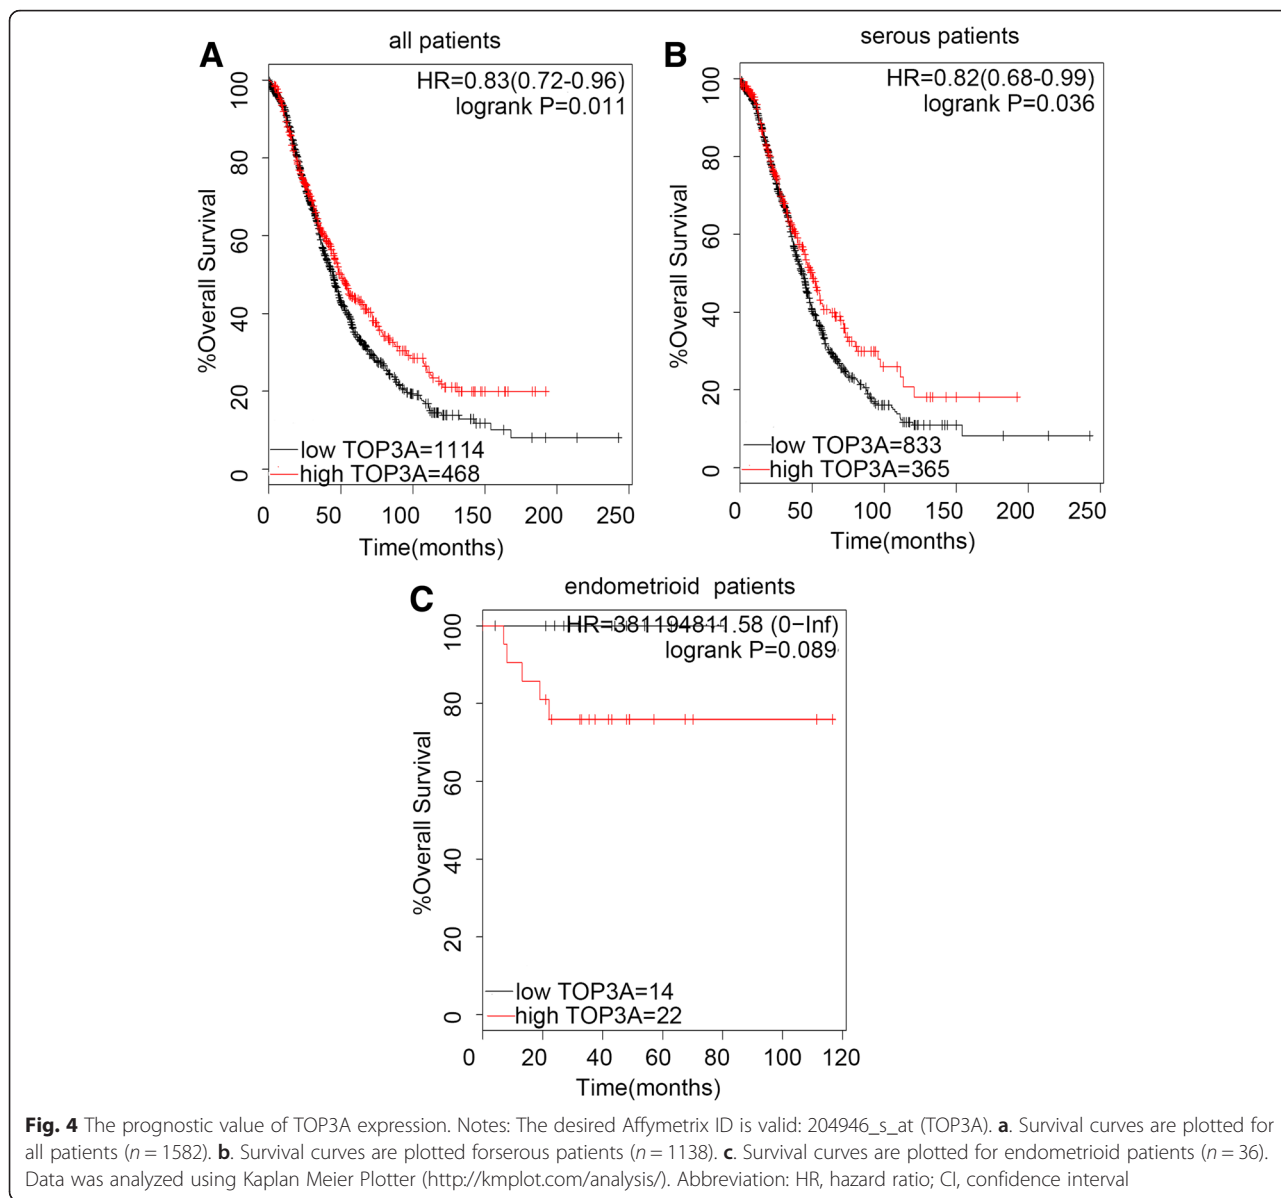 A
all patients
HR=0.83(0.72-0.96)
logrank P=0.011
%Overall Survival
100
80
60
40
20
0
low TOP3A=1114
high TOP3A=468
0 50 100 150 200 250
Time(months)
B
serous patients
HR=0.82(0.68-0.99)
logrank P=0.036
%Overall Survival
100
80
60
40
20
0
low TOP3A=833
high TOP3A=365
0 50 100 150 200 250
Time(months)
C
endometrioid patients
HR=381194811.58 (0-Inf)
logrank P=0.089
%Overall Survival
100
80
60
40
20
0
low TOP3A=14
high TOP3A=22
0 20 40 60 80 100 120
Time(months)
Fig. 4 The prognostic value of TOP3A expression. Notes: The desired Affymetrix ID is valid: 204946_s_at (TOP3A). a. Survival curves are plotted for
all patients (n = 1582). b. Survival curves are plotted forserous patients (n = 1138). c. Survival curves are plotted for endometrioid patients (n = 36).
Data was analyzed using Kaplan Meier Plotter (http://kmplot.com/analysis/). Abbreviation: HR, hazard ratio; CI, confidence interval